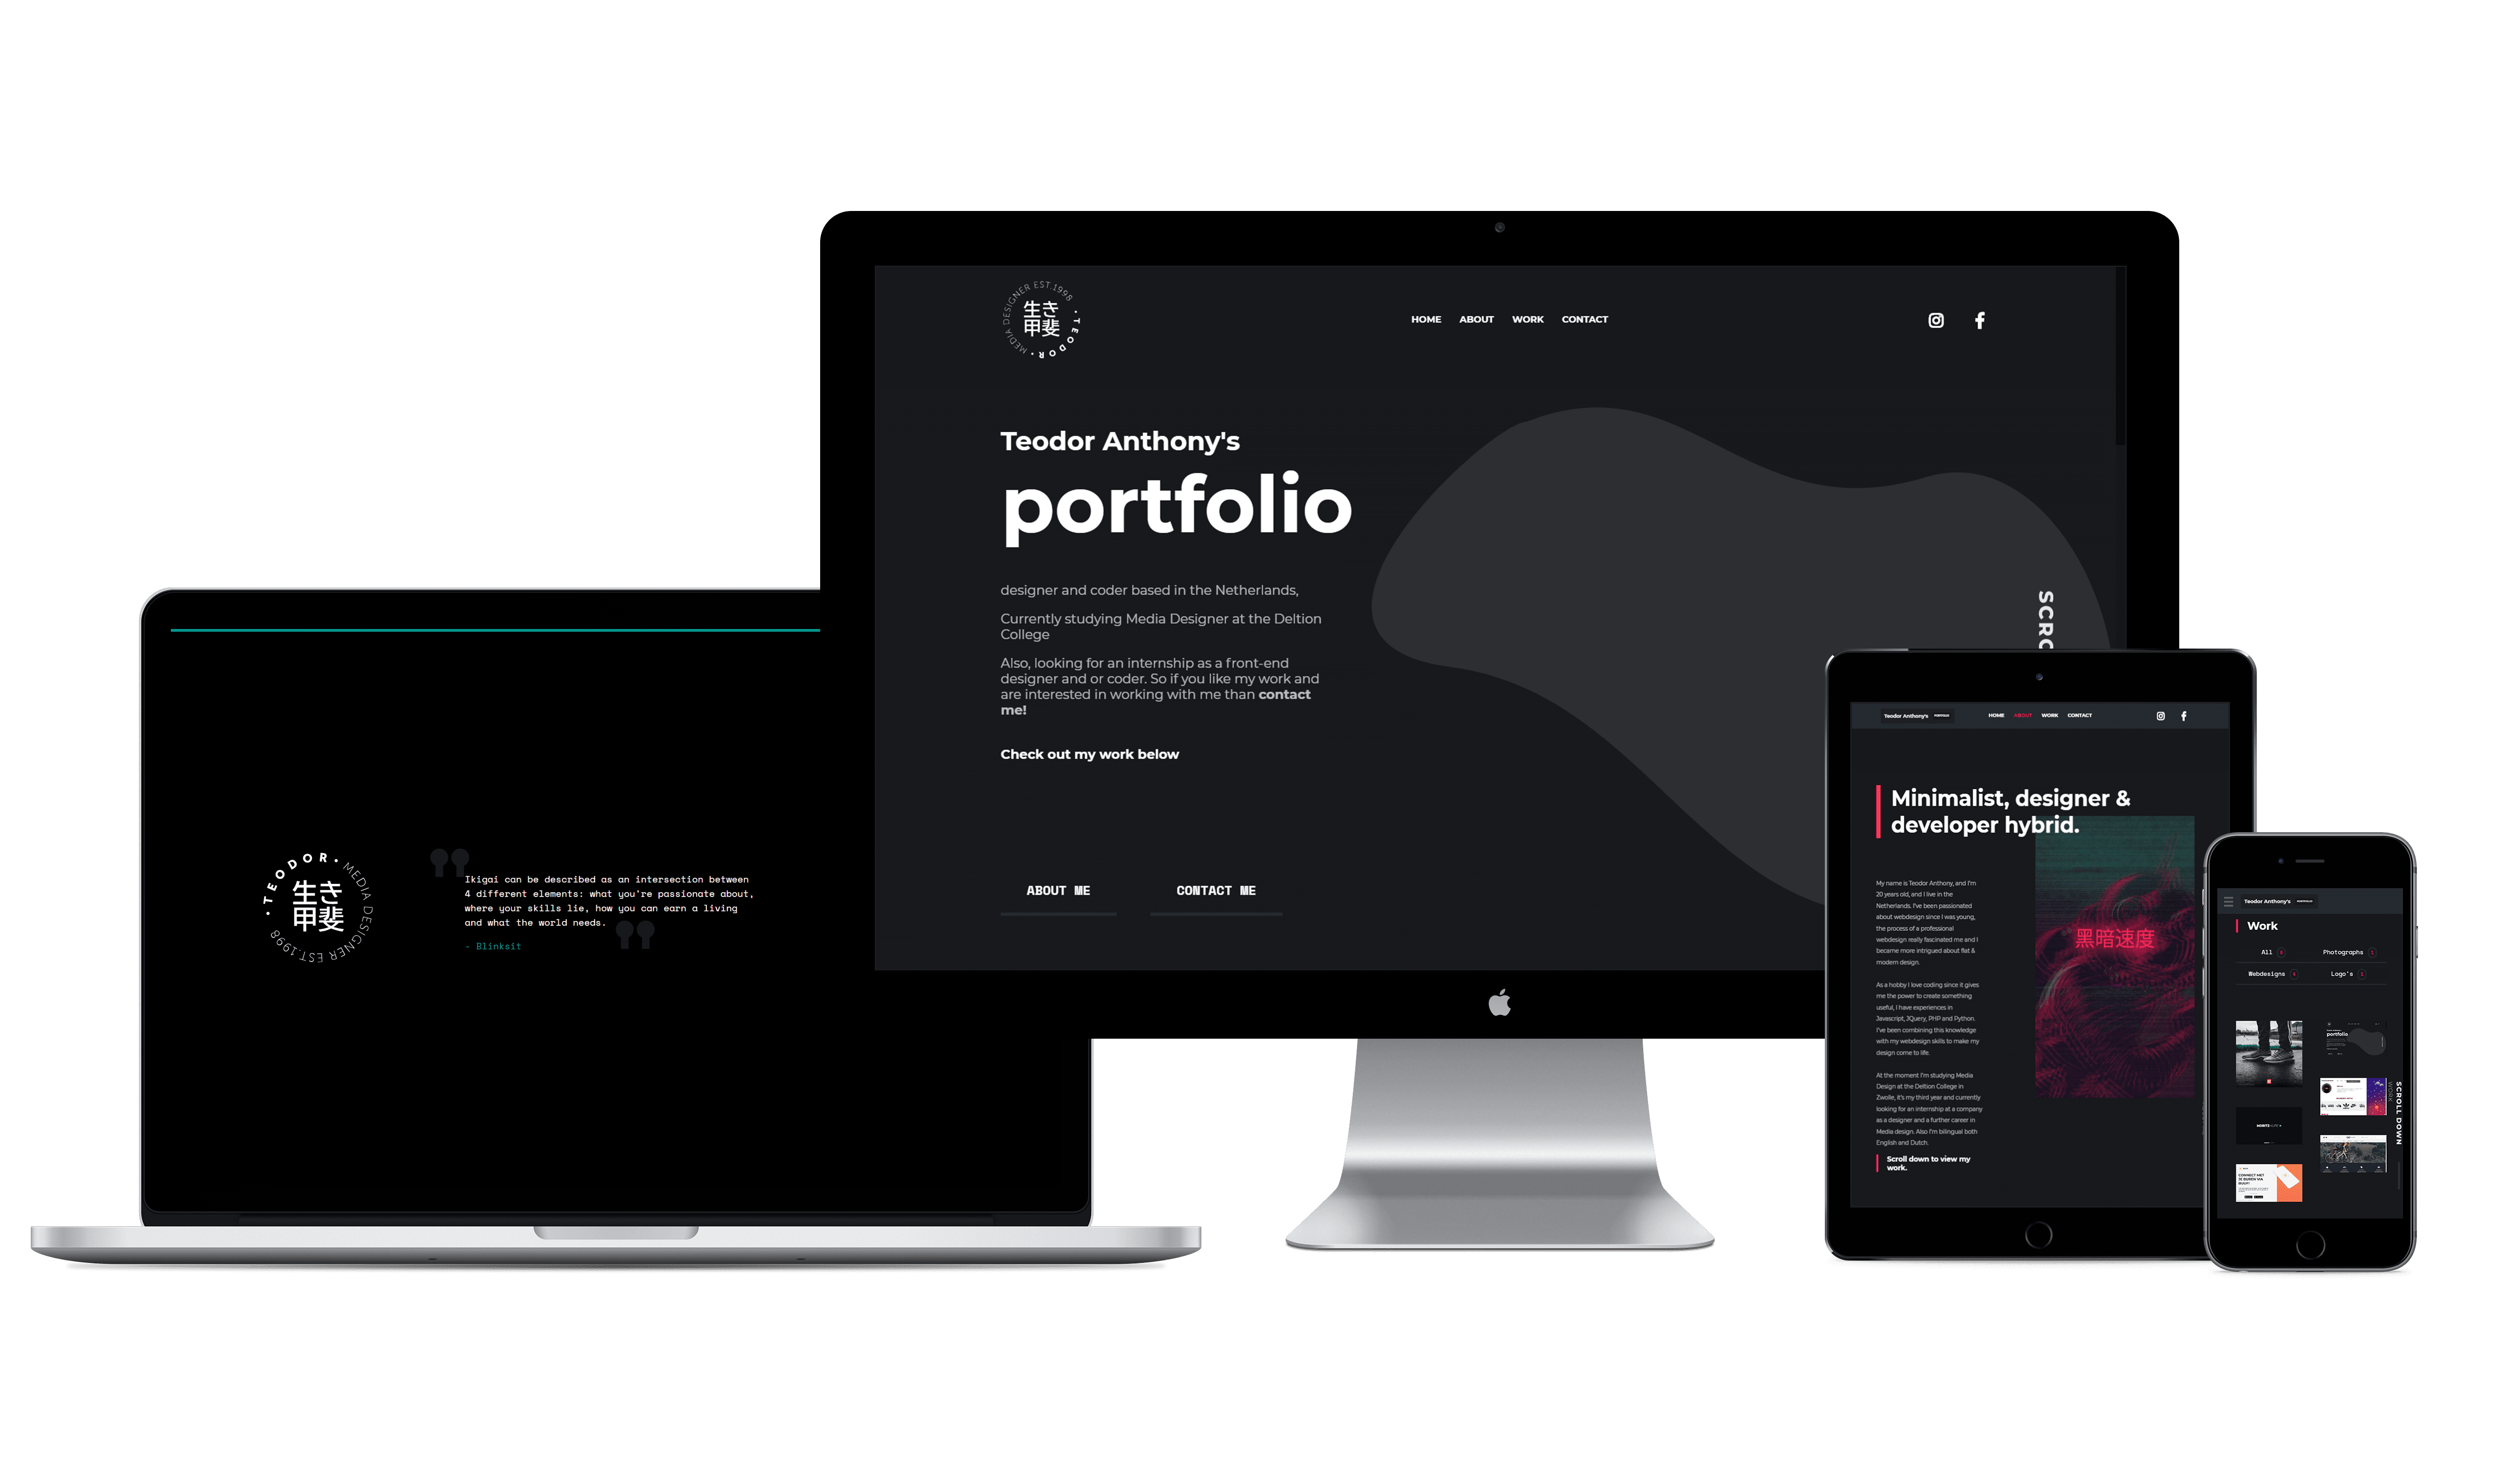 TEODOR • MEDIA DESIGNER EST.1998 •
生き
甲斐
Ikigai can be described as an intersection between
4 different elements: what you're passionate about,
where your skills lie, how you can earn a living
and what the world needs.
- Blinksit
TEODOR • MEDIA DESIGNER EST.1998 •
生き
甲斐
HOME ABOUT WORK CONTACT
Teodor Anthony's
portfolio
designer and coder based in the Netherlands,
Currently studying Media Designer at the Deltion
College
Also, looking for an internship as a front-end
designer and or coder. So if you like my work and
are interested in working with me than contact
me!
Check out my work below
ABOUT ME CONTACT ME
SCRO
Teodor Anthony's PORTFOLIO HOME ABOUT WORK CONTACT
Minimalist, designer &
developer hybrid.
My name is Teodor Anthony, and I'm
20 years old, and I live in the
Netherlands. I've been passionated
about webdesign since I was young,
the process of a professional
webdesign really fascinated me and I
became more intrigued about flat &
modern design.
As a hobby I love coding since it gives
me the power to create something
useful, I have experiences in
Javascript, JQuery, PHP and Python.
I've been combining this knowledge
with my webdesign skills to make my
design come to life.
At the moment I'm studying Media
Design at the Deltion College in
Zwolle, it's my third year and currently
looking for an internship at a company
as a designer and a further career in
Media design. Also I'm bilingual both
English and Dutch.
Scroll down to view my
work.
黑暗速度
Teodor Anthony's PORTFOLIO
Work
All Photographs
Webdesigns Logo's
portfolio
SCROLL DOWN
WORK
CONNECT MET
JE BUREN VIA
BUUF!